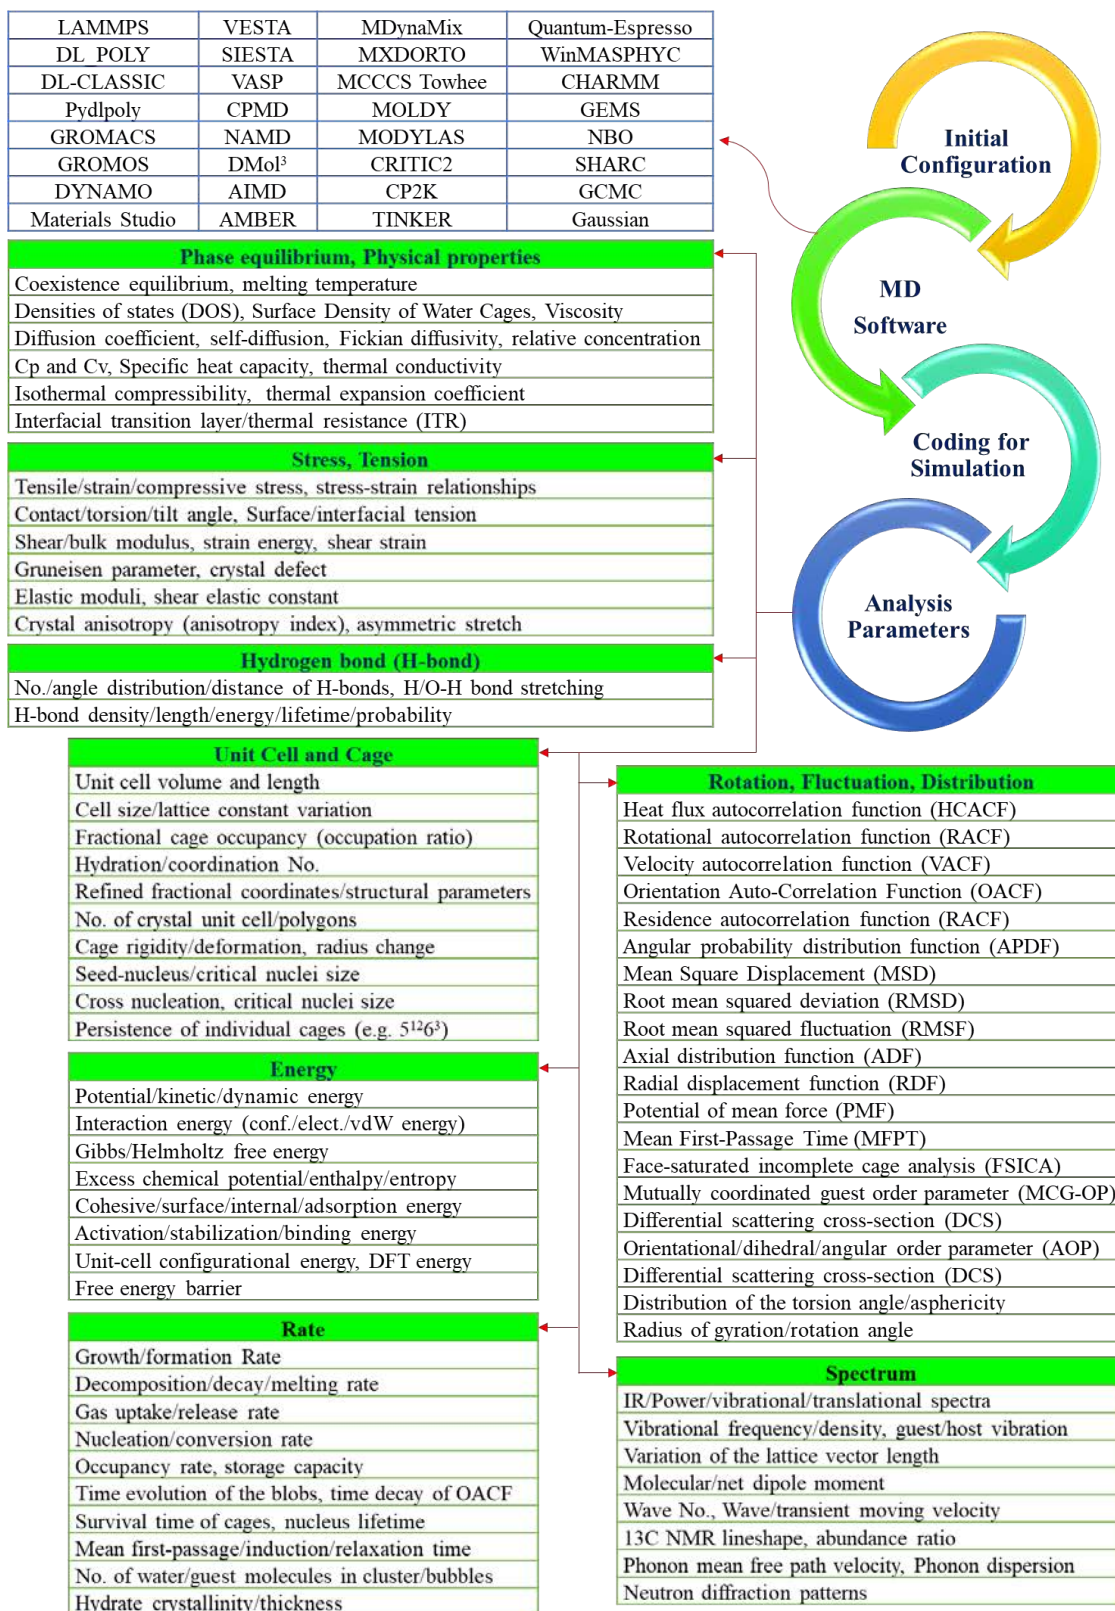 LAMMPS VESTA MDynaMix Quantum-Espresso
DL_POLY SIESTA MXDORTO WinMASPHYC
DL-CLASSIC VASP MCCCS Towhee CHARMM
Pydlpoly CPMD MOLDY GEMS
GROMACS NAMD MODYLAS NBO
GROMOS DMol³ CRITIC2 SHARC
DYNAMO AIMD CP2K GCMC
Materials Studio AMBER TINKER Gaussian
Initial
Configuration
MD
Software
Coding for
Simulation
Analysis
Parameters
Phase equilibrium, Physical properties
Coexistence equilibrium, melting temperature
Densities of states (DOS), Surface Density of Water Cages, Viscosity
Diffusion coefficient, self-diffusion, Fickian diffusivity, relative concentration
Cp and Cv, Specific heat capacity, thermal conductivity
Isothermal compressibility, thermal expansion coefficient
Interfacial transition layer/thermal resistance (ITR)
Stress, Tension
Tensile/strain/compressive stress, stress-strain relationships
Contact/torsion/tilt angle, Surface/interfacial tension
Shear/bulk modulus, strain energy, shear strain
Gruneisen parameter, crystal defect
Elastic moduli, shear elastic constant
Crystal anisotropy (anisotropy index), asymmetric stretch
Hydrogen bond (H-bond)
No./angle distribution/distance of H-bonds, H/O-H bond stretching
H-bond density/length/energy/lifetime/probability
Unit Cell and Cage
Unit cell volume and length
Cell size/lattice constant variation
Fractional cage occupancy (occupation ratio)
Hydration/coordination No.
Refined fractional coordinates/structural parameters
No. of crystal unit cell/polygons
Cage rigidity/deformation, radius change
Seed-nucleus/critical nuclei size
Cross nucleation, critical nuclei size
Persistence of individual cages (e.g. 5¹²6³)
Energy
Potential/kinetic/dynamic energy
Interaction energy (conf./elect./vdW energy)
Gibbs/Helmholtz free energy
Excess chemical potential/enthalpy/entropy
Cohesive/surface/internal/adsorption energy
Activation/stabilization/binding energy
Unit-cell configurational energy, DFT energy
Free energy barrier
Rate
Growth/formation Rate
Decomposition/decay/melting rate
Gas uptake/release rate
Nucleation/conversion rate
Occupancy rate, storage capacity
Time evolution of the blobs, time decay of OACF
Survival time of cages, nucleus lifetime
Mean first-passage/induction/relaxation time
No. of water/guest molecules in cluster/bubbles
Hydrate crystallinity/thickness
Rotation, Fluctuation, Distribution
Heat flux autocorrelation function (HCACF)
Rotational autocorrelation function (RACF)
Velocity autocorrelation function (VACF)
Orientation Auto-Correlation Function (OACF)
Residence autocorrelation function (RACF)
Angular probability distribution function (APDF)
Mean Square Displacement (MSD)
Root mean squared deviation (RMSD)
Root mean squared fluctuation (RMSF)
Axial distribution function (ADF)
Radial displacement function (RDF)
Potential of mean force (PMF)
Mean First-Passage Time (MFPT)
Face-saturated incomplete cage analysis (FSICA)
Mutually coordinated guest order parameter (MCG-OP)
Differential scattering cross-section (DCS)
Orientational/dihedral/angular order parameter (AOP)
Differential scattering cross-section (DCS)
Distribution of the torsion angle/asphericity
Radius of gyration/rotation angle
Spectrum
IR/Power/vibrational/translational spectra
Vibrational frequency/density, guest/host vibration
Variation of the lattice vector length
Molecular/net dipole moment
Wave No., Wave/transient moving velocity
13C NMR lineshape, abundance ratio
Phonon mean free path velocity, Phonon dispersion
Neutron diffraction patterns